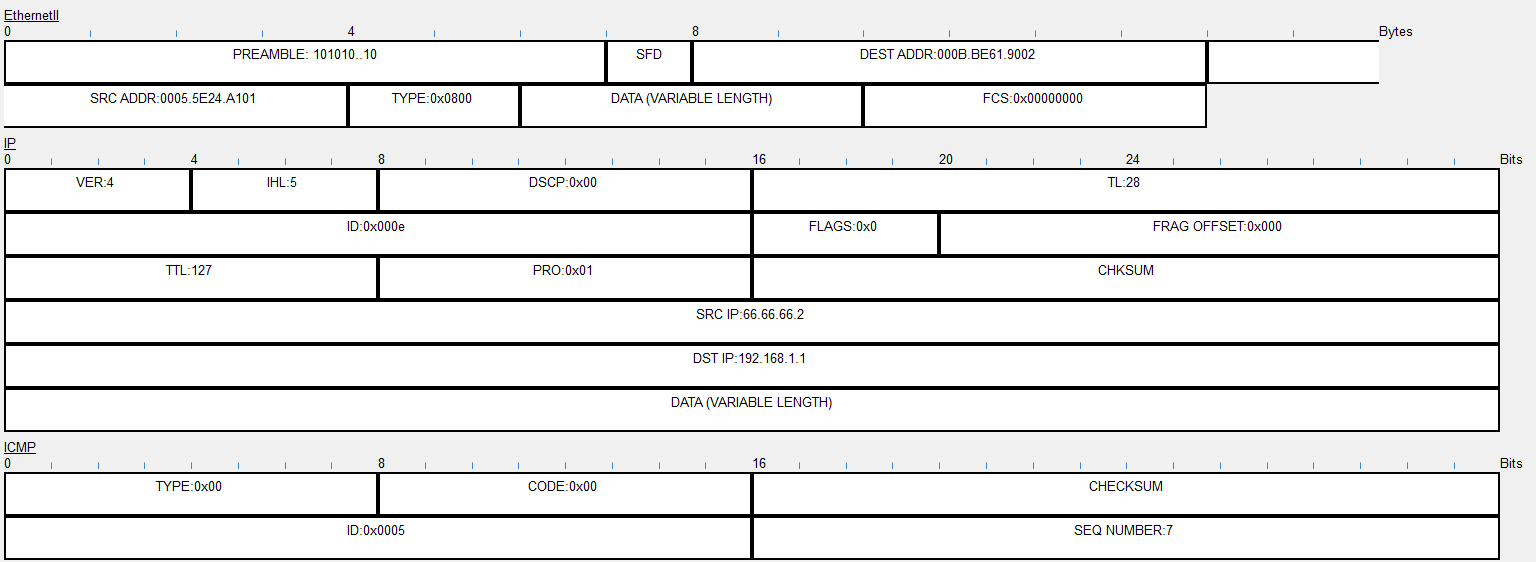 EthernetII
0 4 8 Bytes
PREAMBLE: 101010..10 SFD DEST ADDR:000B.BE61.9002
SRC ADDR:0005.5E24.A101 TYPE:0x0800 DATA (VARIABLE LENGTH) FCS:0x00000000
IP
0 4 8 16 20 24 Bits
VER:4 IHL:5 DSCP:0x00 TL:28
ID:0x000e FLAGS:0x0 FRAG OFFSET:0x000
TTL:127 PRO:0x01 CHKSUM
SRC IP:66.66.66.2
DST IP:192.168.1.1
DATA (VARIABLE LENGTH)
ICMP
0 8 16 Bits
TYPE:0x00 CODE:0x00 CHECKSUM
ID:0x0005 SEQ NUMBER:7